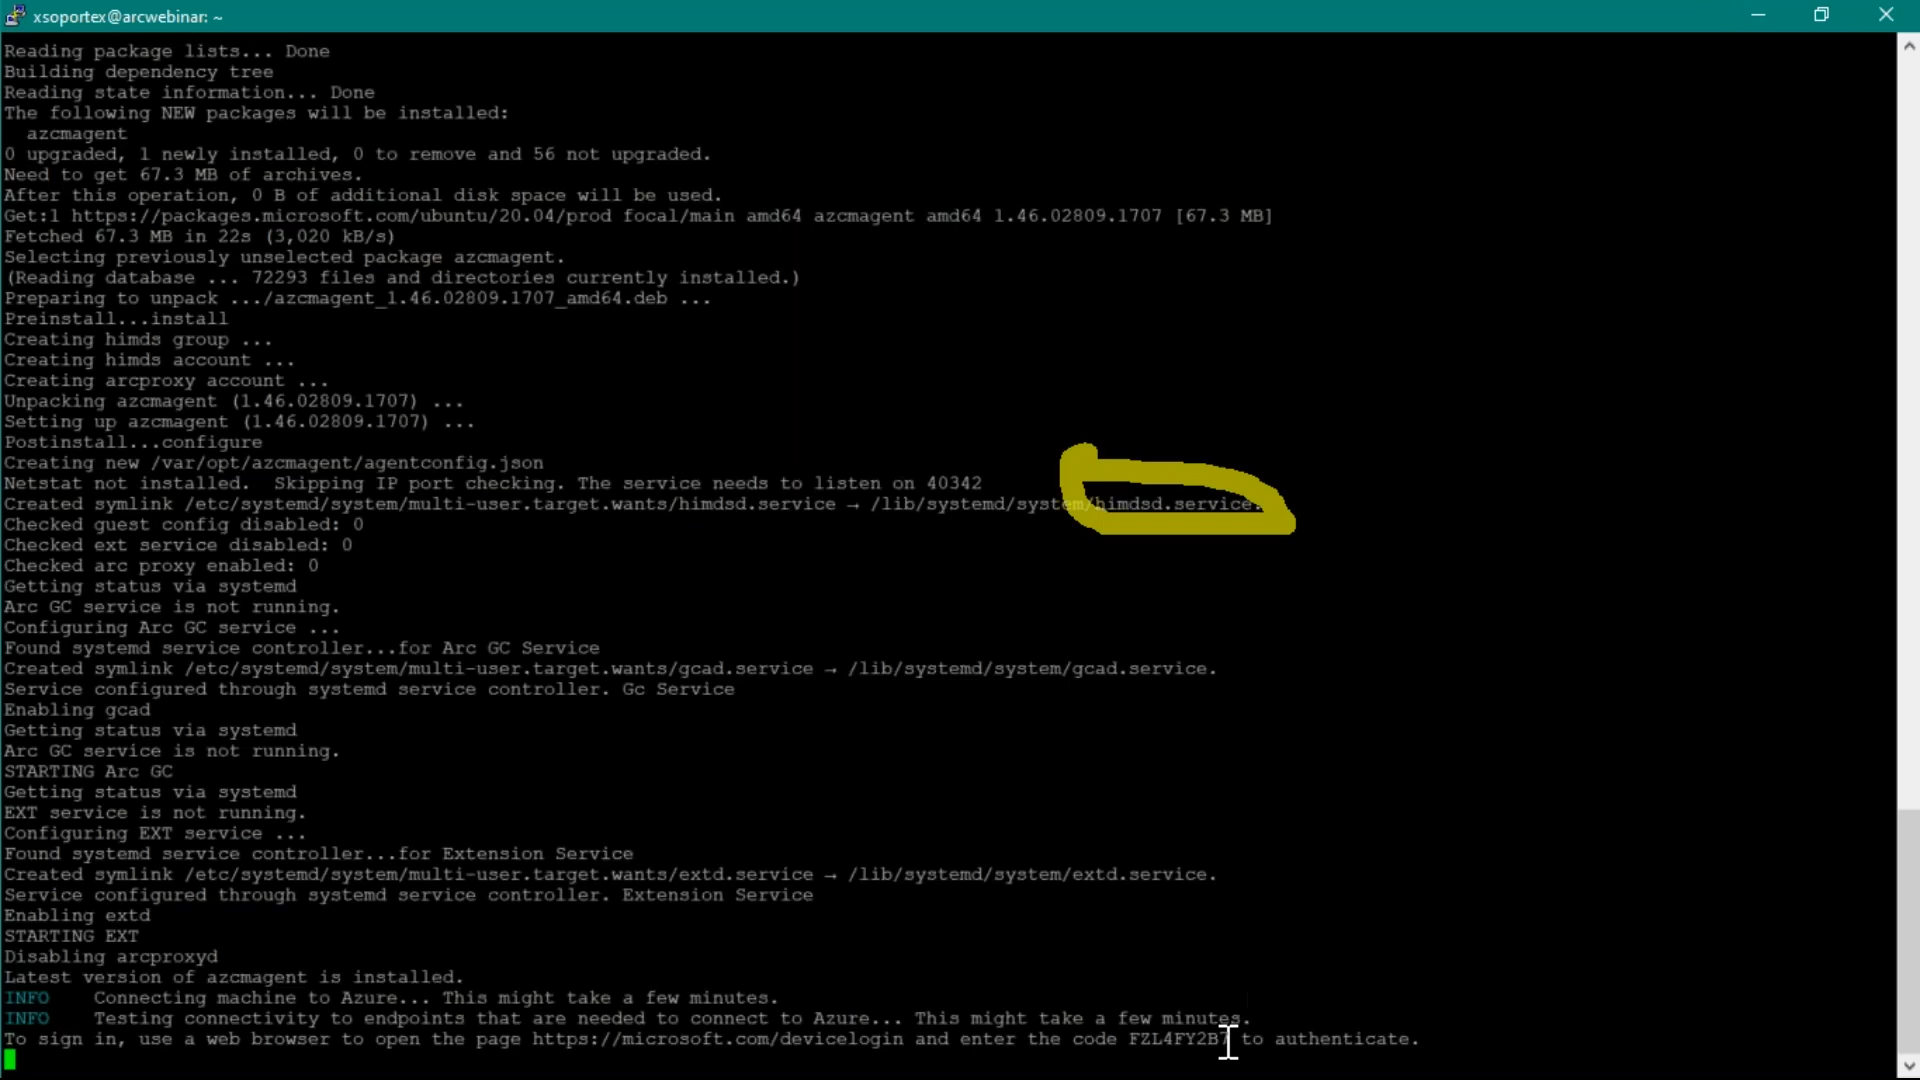 xsoportex@arcwebinar: ~
Reading package lists... Done
Building dependency tree
Reading state information... Done
The following NEW packages will be installed:
  azcmagent
0 upgraded, 1 newly installed, 0 to remove and 56 not upgraded.
Need to get 67.3 MB of archives.
After this operation, 0 B of additional disk space will be used.
Get:1 https://packages.microsoft.com/ubuntu/20.04/prod focal/main amd64 azcmagent amd64 1.46.02809.1707 [67.3 MB]
Fetched 67.3 MB in 22s (3,020 kB/s)
Selecting previously unselected package azcmagent.
(Reading database ... 72293 files and directories currently installed.)
Preparing to unpack .../azcmagent_1.46.02809.1707_amd64.deb ...
Preinstall...install
Creating himds group ...
Creating himds account ...
Creating arcproxy account ...
Unpacking azcmagent (1.46.02809.1707) ...
Setting up azcmagent (1.46.02809.1707) ...
Postinstall...configure
Creating new /var/opt/azcmagent/agentconfig.json
Netstat not installed.  Skipping IP port checking. The service needs to listen on 40342
Created symlink /etc/systemd/system/multi-user.target.wants/himdsd.service → /lib/systemd/system/himdsd.service.
Checked guest config disabled: 0
Checked ext service disabled: 0
Checked arc proxy enabled: 0
Getting status via systemd
Arc GC service is not running.
Configuring Arc GC service ...
Found systemd service controller...for Arc GC Service
Created symlink /etc/systemd/system/multi-user.target.wants/gcad.service → /lib/systemd/system/gcad.service.
Service configured through systemd service controller. Gc Service
Enabling gcad
Getting status via systemd
Arc GC service is not running.
STARTING Arc GC
Getting status via systemd
EXT service is not running.
Configuring EXT service ...
Found systemd service controller...for Extension Service
Created symlink /etc/systemd/system/multi-user.target.wants/extd.service → /lib/systemd/system/extd.service.
Service configured through systemd service controller. Extension Service
Enabling extd
STARTING EXT
Disabling arcproxyd
Latest version of azcmagent is installed.
INFO    Connecting machine to Azure... This might take a few minutes.
INFO    Testing connectivity to endpoints that are needed to connect to Azure... This might take a few minutes.
To sign in, use a web browser to open the page https://microsoft.com/devicelogin and enter the code FZL4FY2B7 to authenticate.